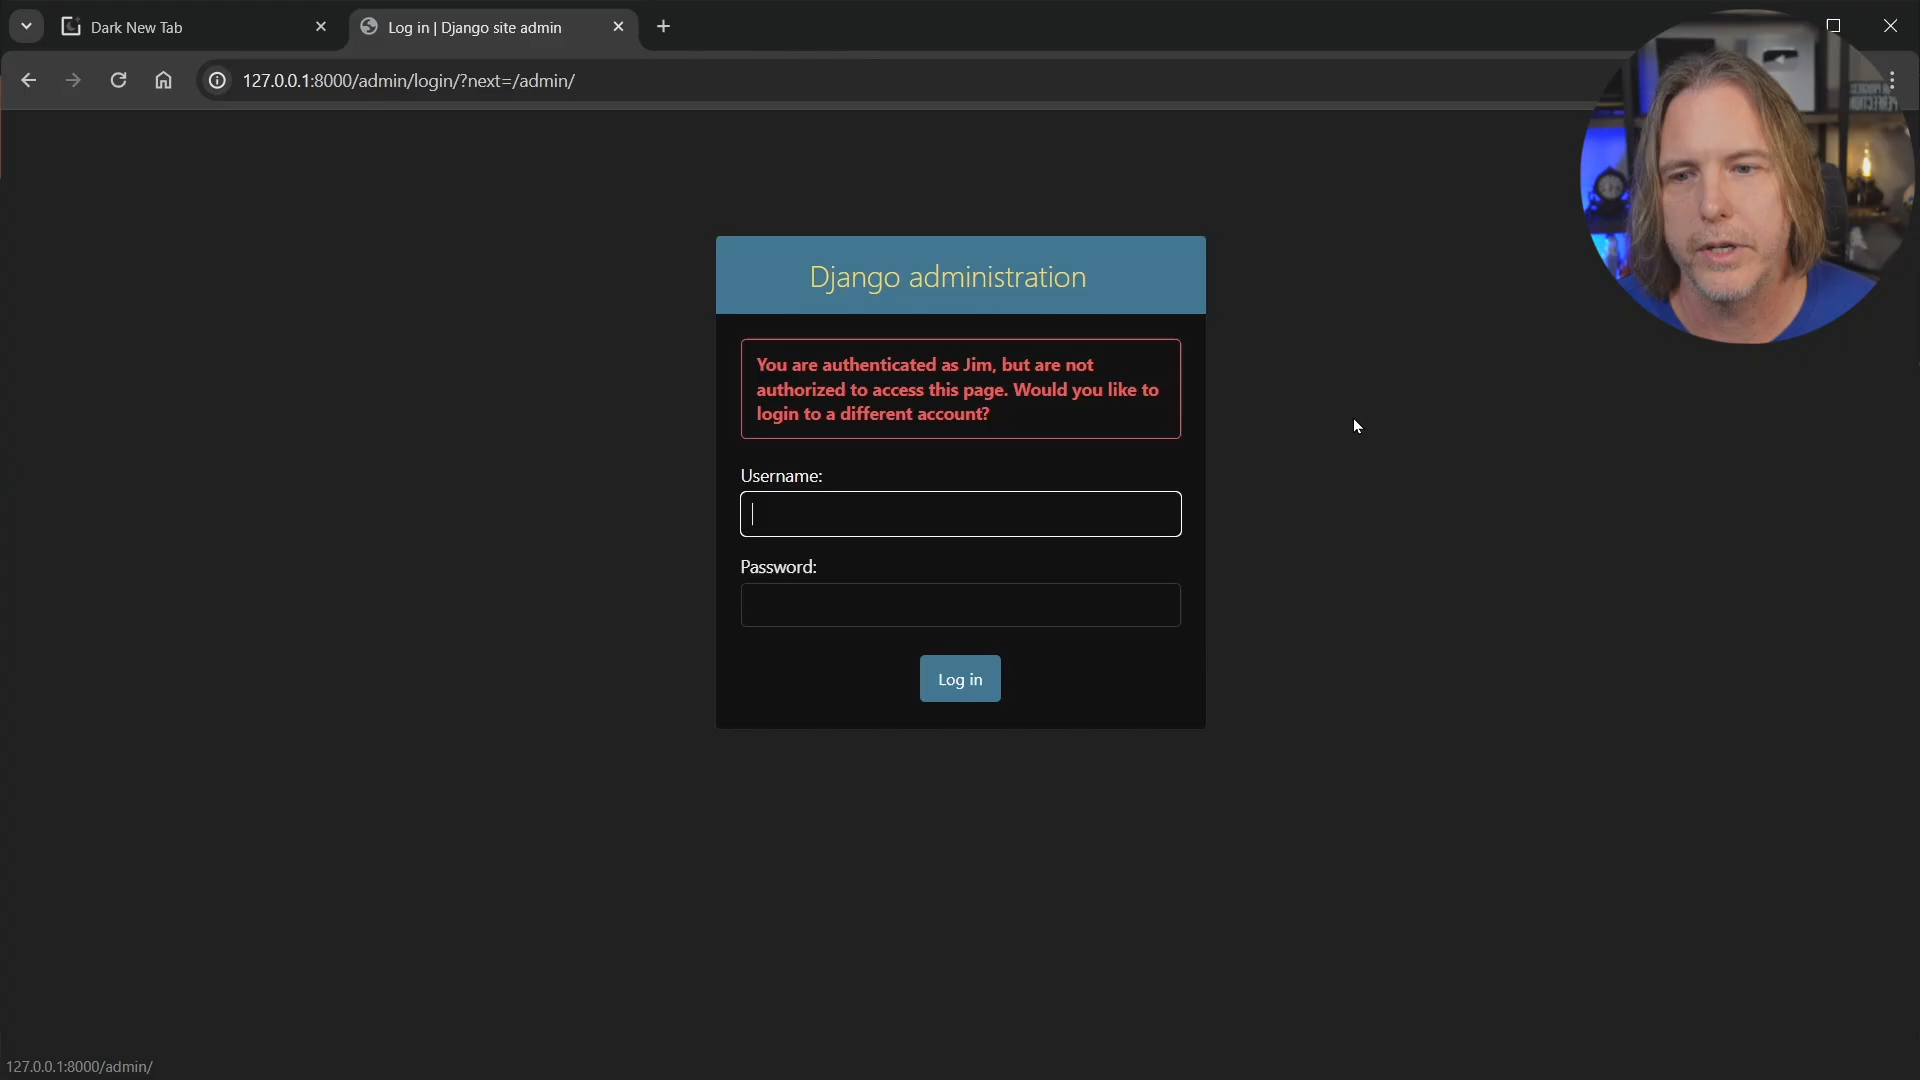 Dark New Tab
Log in | Django site admin
127.0.0.1:8000/admin/login/?next=/admin/
Django administration
You are authenticated as Jim, but are not
authorized to access this page. Would you like to
login to a different account?
Username:
Password:
Log in
127.0.0.1:8000/admin/